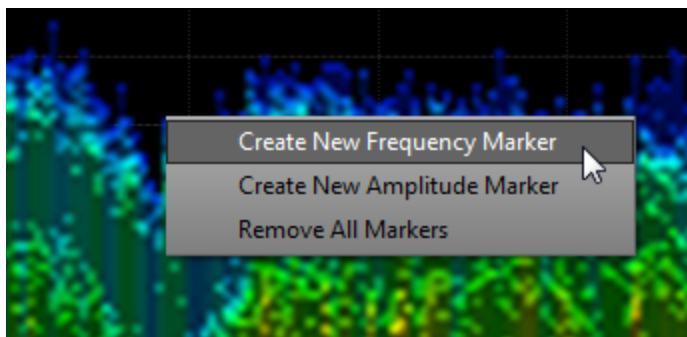 Create New Frequency Marker
Create New Amplitude Marker
Remove All Markers